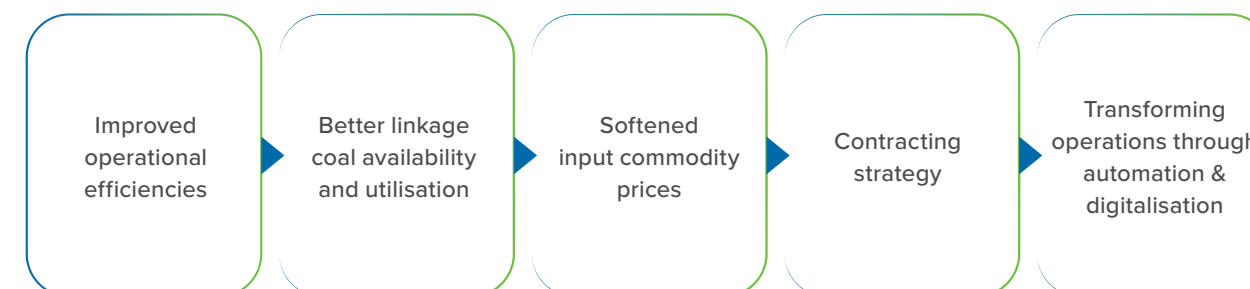 Improved
operational
efficiencies
Better linkage
coal availability
and utilisation
Softened
input commodity
prices
Contracting
strategy
Transforming
operations through
automation &
digitalisation